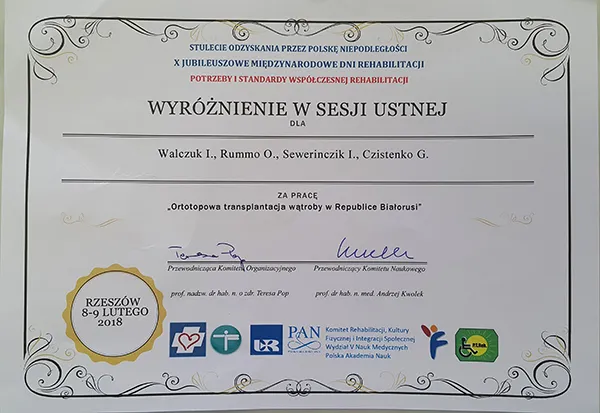 STULECIE ODZYSKANIA PRZEZ POLSKĘ NIEPODLEGŁOŚCI
X JUBILEUSZOWE MIĘDZYNARODOWE DNI REHABILITACJI
POTRZEBY I STANDARDY WSPÓŁCZESNEJ REHABILITACJI
WYRÓŻNIENIE W SESJI USTNEJ
DLA
Walczuk I., Rummo O., Sewerinczik I., Czistenko G.
ZA PRACĘ
„Ortotopowa transplantacja wątroby w Republice Białorusi"
Teresa Pop
Przewodnicząca Komitetu Organizacyjnego
Przewodniczący Komitetu Naukowego
prof. nadzw. dr hab. n. o zdr. Teresa Pop
prof. dr hab. n. med. Andrzej Kwolek
RZESZÓW
8-9 LUTEGO
2018
UR
PAN
Komitet Rehabilitacji, Kultury
Fizycznej i Integracji Społecznej
Wydział V Nauk Medycznych
Polska Akademia Nauk